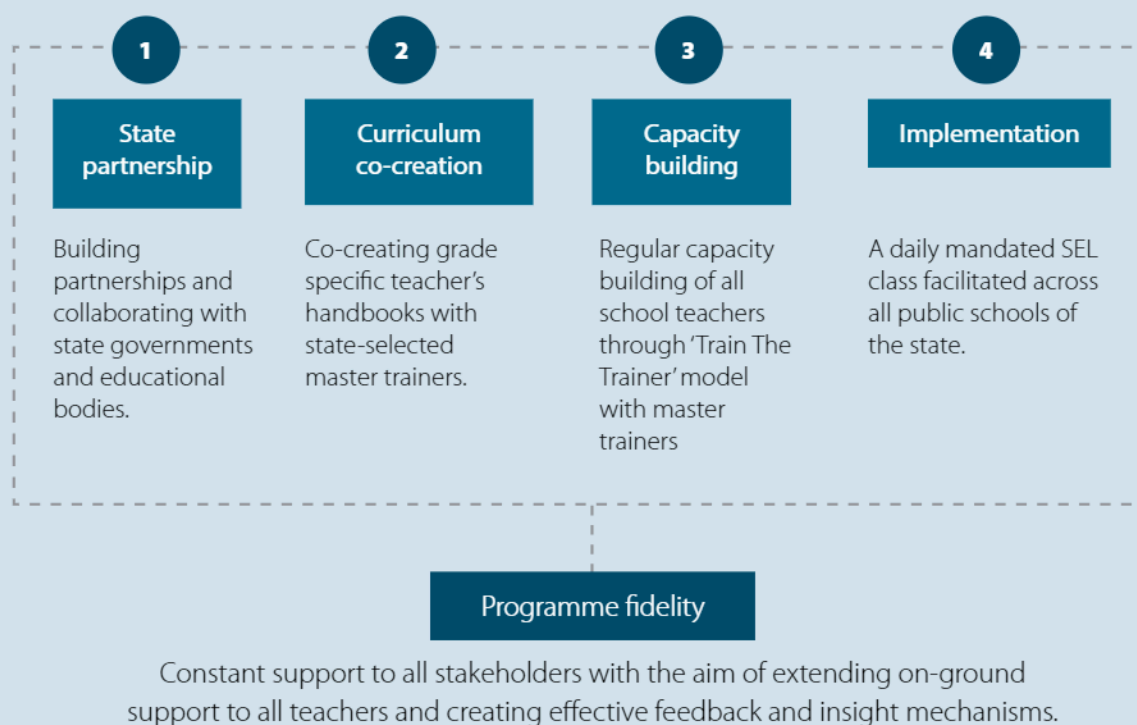 1
State
partnership
Building
partnerships and
collaborating with
state governments
and educational
bodies.
2
Curriculum
co-creation
Co-creating grade
specific teacher’s
handbooks with
state-selected
master trainers.
3
Capacity
building
Regular capacity
building of all
school teachers
through ‘Train The
Trainer’ model
with master
trainers
4
Implementation
A daily mandated SEL
class facilitated across
all public schools of
the state.
Programme fidelity
Constant support to all stakeholders with the aim of extending on-ground
support to all teachers and creating effective feedback and insight mechanisms.